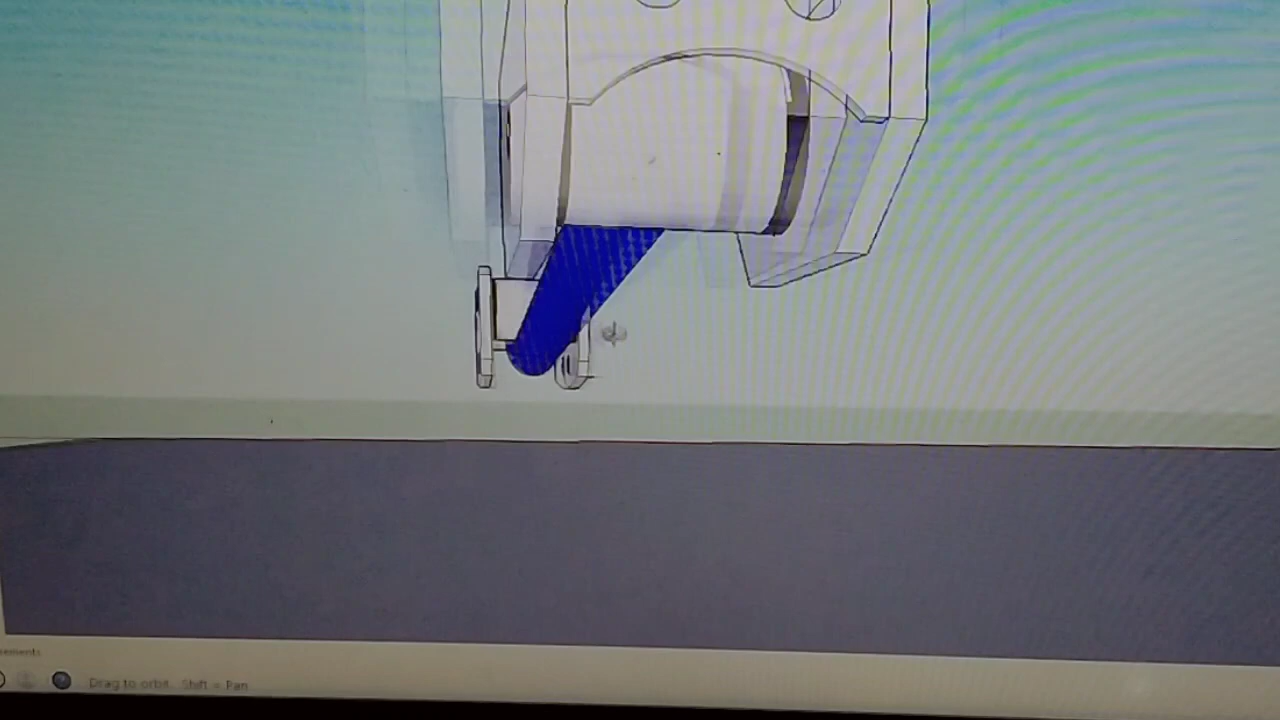 Drag to orbit. Shift = Pan